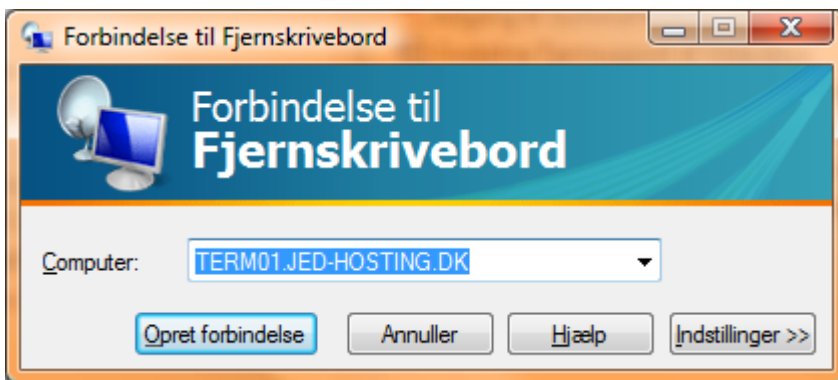 Forbindelse til Fjernskrivebord
Forbindelse til
Fjernskrivebord
Computer: TERM01.JED-HOSTING.DK
Opret forbindelse Annuller Hjælp Indstillinger >>